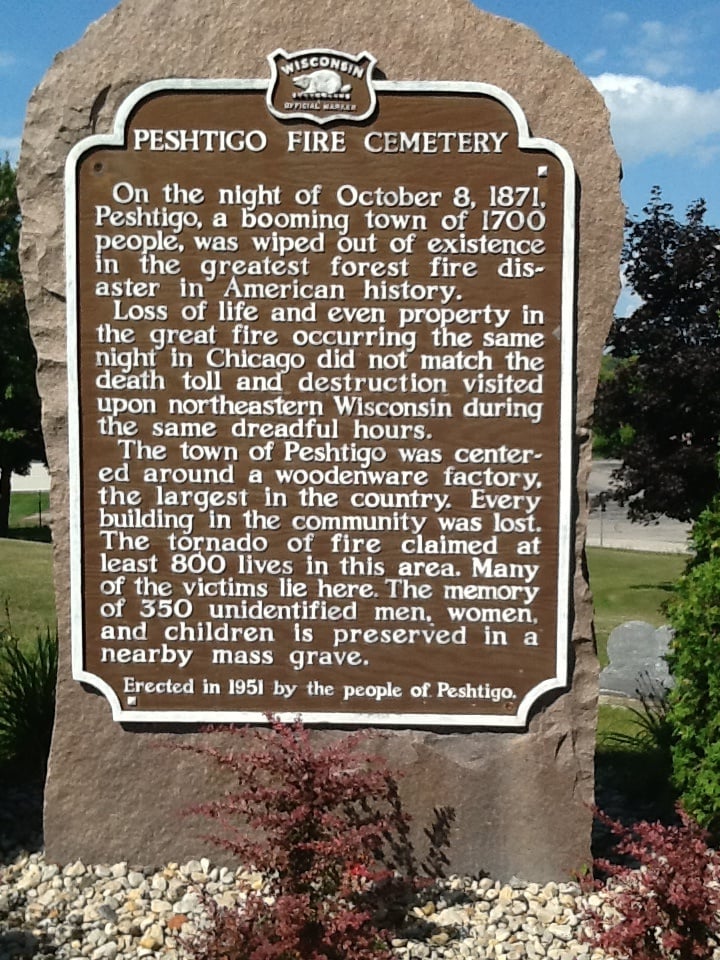 WISCONSIN
OFFICIAL MARKER
PESHTIGO FIRE CEMETERY
On the night of October 8, 1871,
Peshtigo, a booming town of 1700
people, was wiped out of existence
in the greatest forest fire dis-
aster in American history.
Loss of life and even property in
the great fire occurring the same
night in Chicago did not match the
death toll and destruction visited
upon northeastern Wisconsin during
the same dreadful hours.
The town of Peshtigo was center-
ed around a woodenware factory,
the largest in the country. Every
building in the community was lost.
The tornado of fire claimed at
least 800 lives in this area. Many
of the victims lie here. The memory
of 350 unidentified men, women,
and children is preserved in a
nearby mass grave.
Erected in 1951 by the people of Peshtigo.